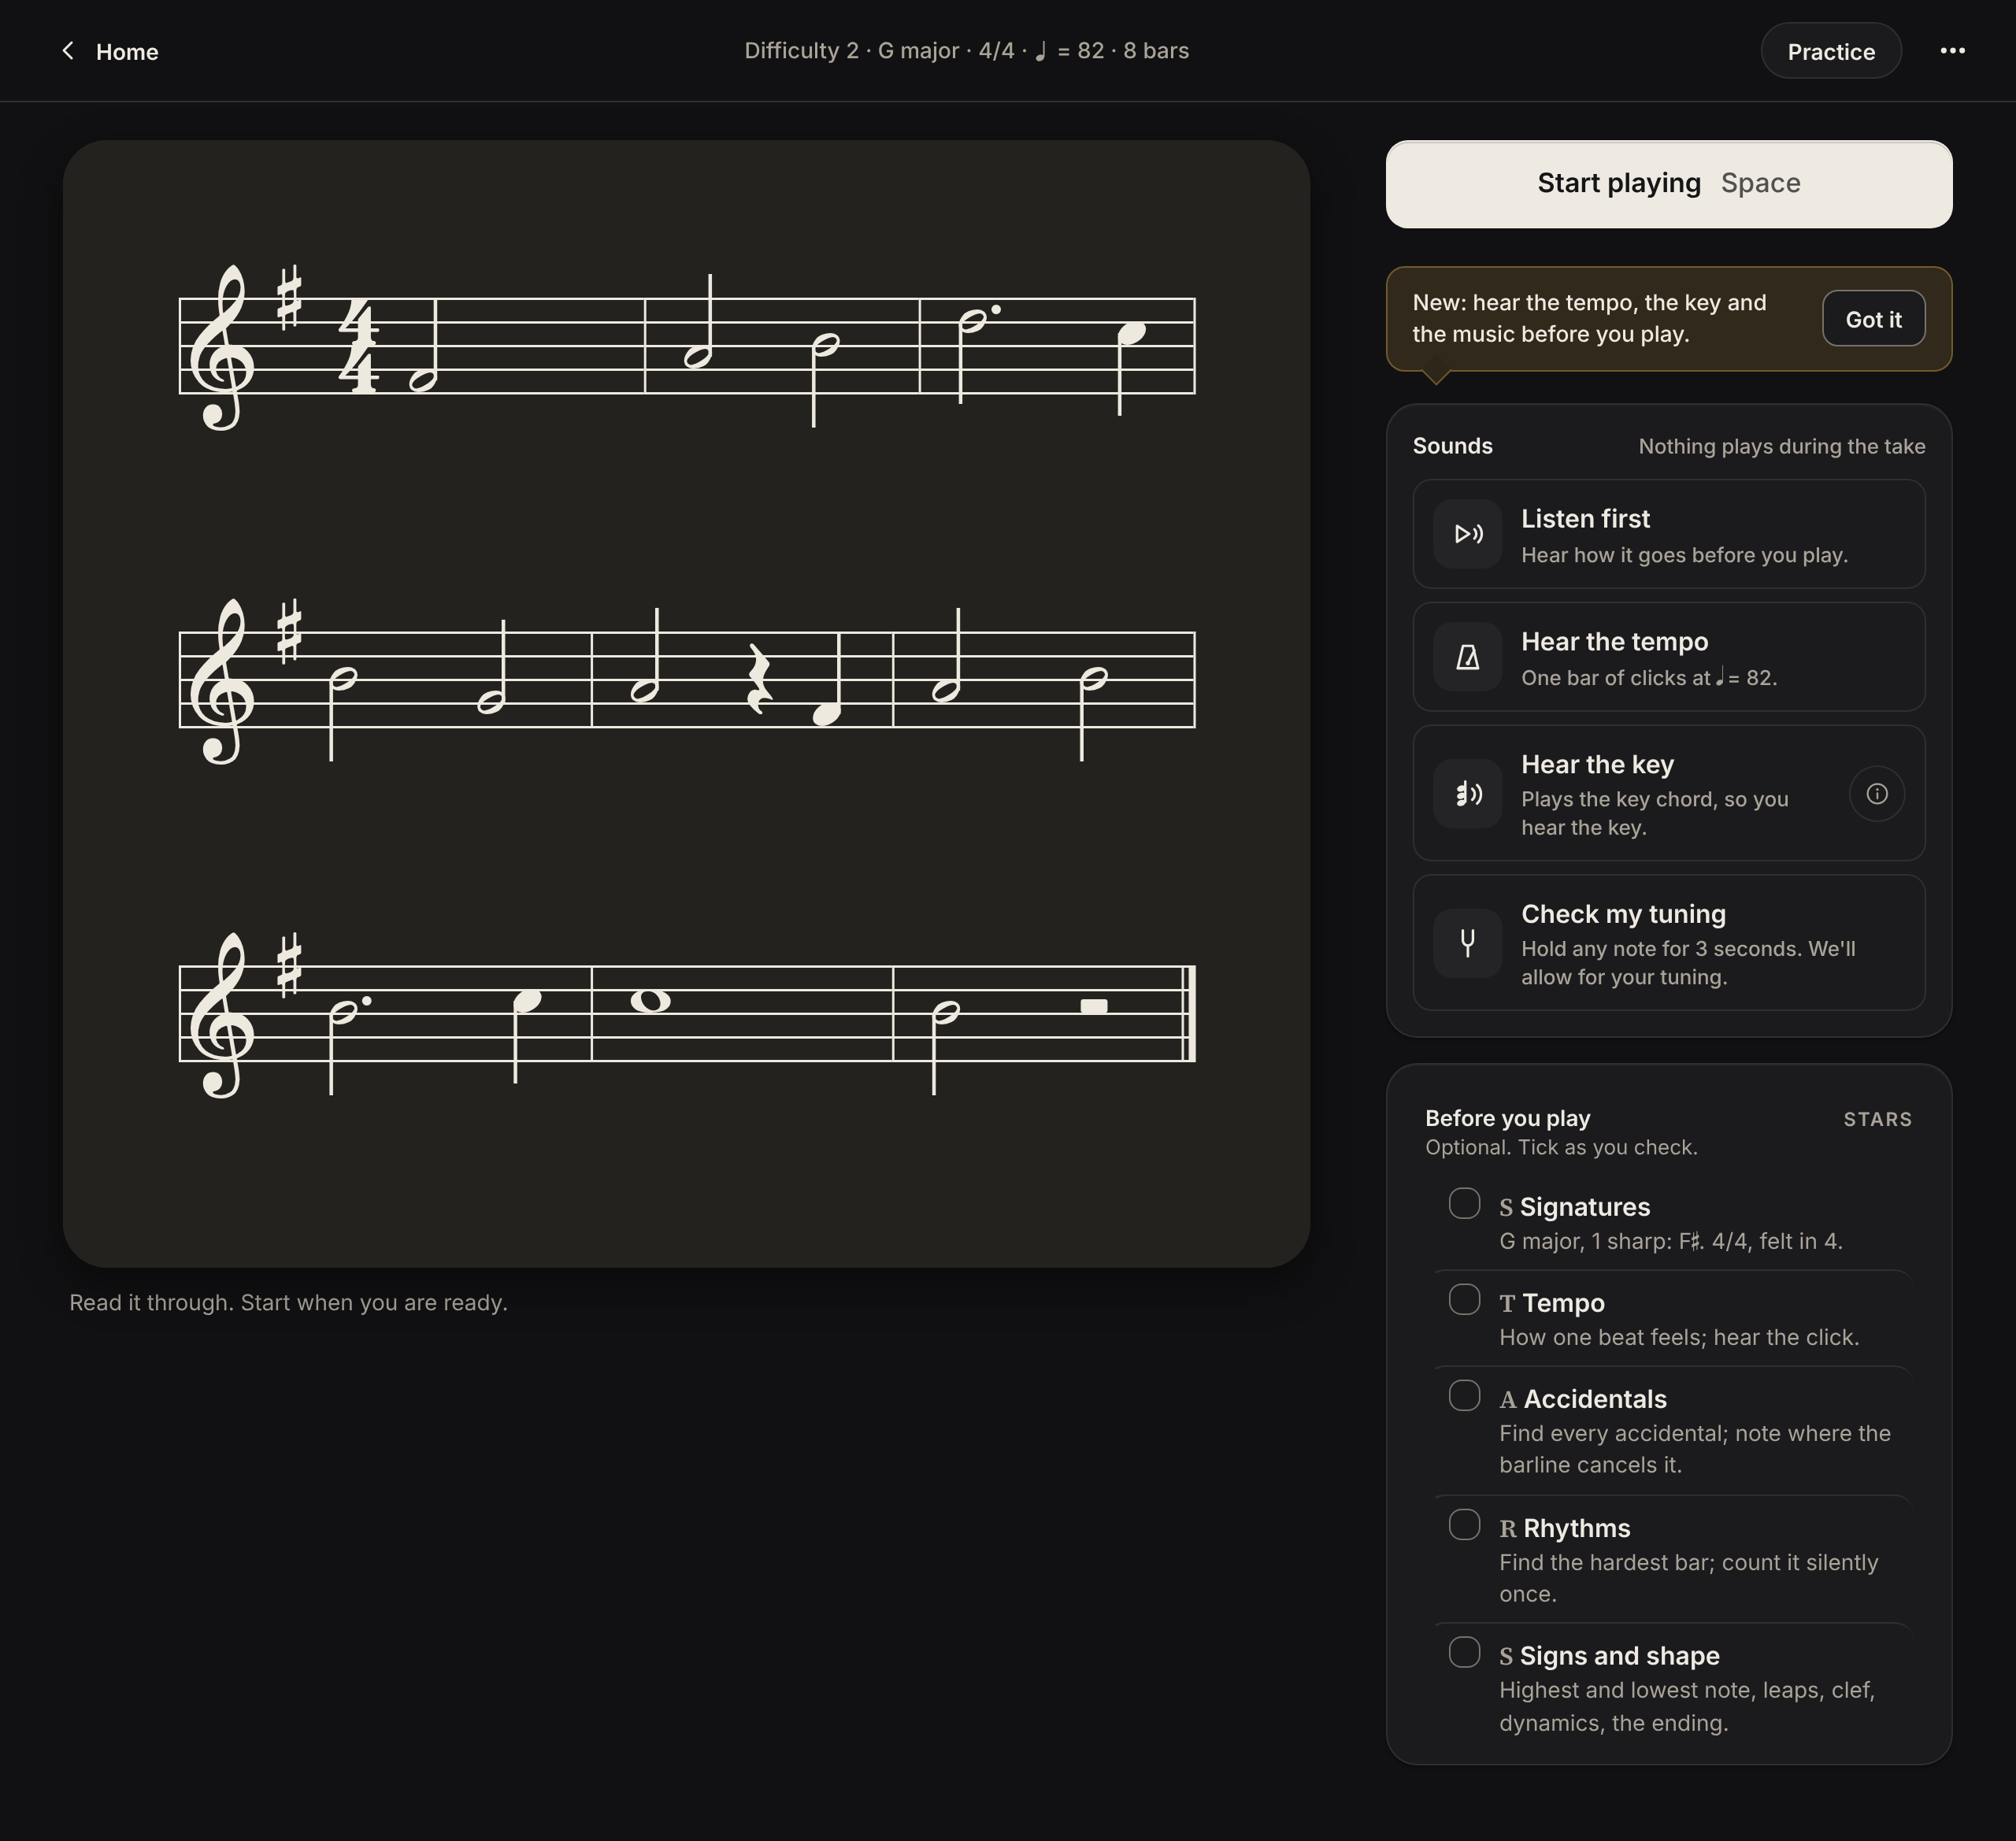 Home
Difficulty 2 · G major · 4/4 · ♩ = 82 · 8 bars
Practice
Start playing Space
New: hear the tempo, the key and
the music before you play.
Got it
Sounds
Nothing plays during the take
Listen first
Hear how it goes before you play.
Hear the tempo
One bar of clicks at ♩= 82.
Hear the key
Plays the key chord, so you
hear the key.
Check my tuning
Hold any note for 3 seconds. We'll
allow for your tuning.
4
4
Read it through. Start when you are ready.
Before you play
STARS
Optional. Tick as you check.
S Signatures
G major, 1 sharp: F♯. 4/4, felt in 4.
T Tempo
How one beat feels; hear the click.
A Accidentals
Find every accidental; note where the
barline cancels it.
R Rhythms
Find the hardest bar; count it silently
once.
S Signs and shape
Highest and lowest note, leaps, clef,
dynamics, the ending.